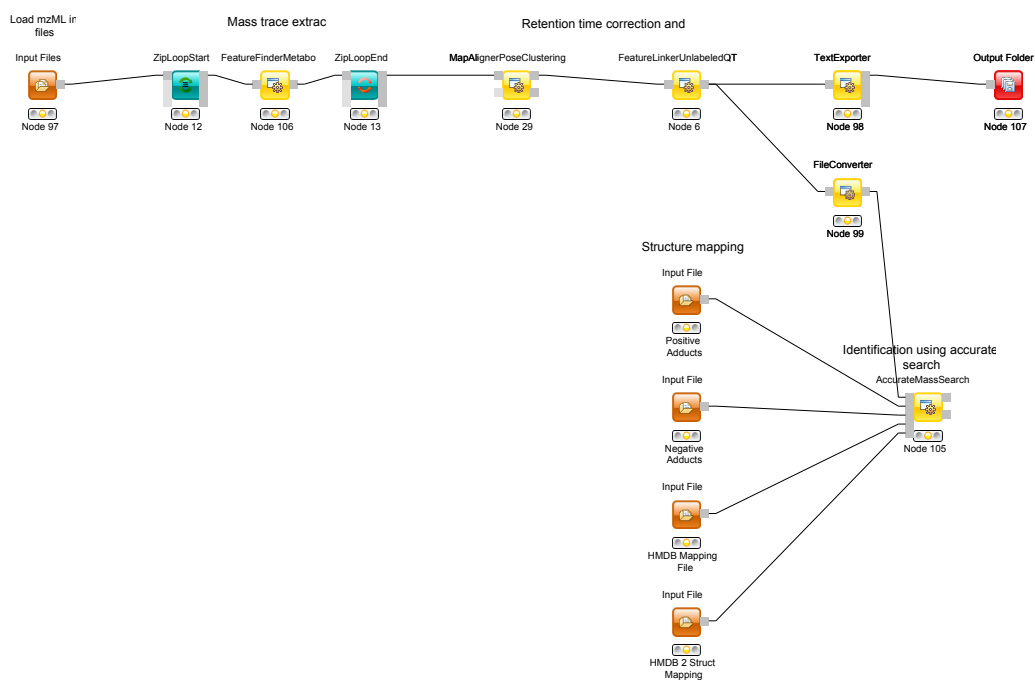 Load mzML in
files
Mass trace extrac
Retention time correction and
Input Files
ZipLoopStart
FeatureFinderMetabo
ZipLoopEnd
MapAlignerPoseClustering
FeatureLinkerUnlabeledQT
TextExporter
Output Folder
Node 97
Node 12
Node 106
Node 13
Node 29
Node 6
Node 98
Node 107
FileConverter
Node 99
Structure mapping
Input File
Positive
Adducts
Identification using accurate
search
AccurateMassSearch
Node 105
Input File
Negative
Adducts
Input File
HMDB Mapping
File
Input File
HMDB 2 Struct
Mapping